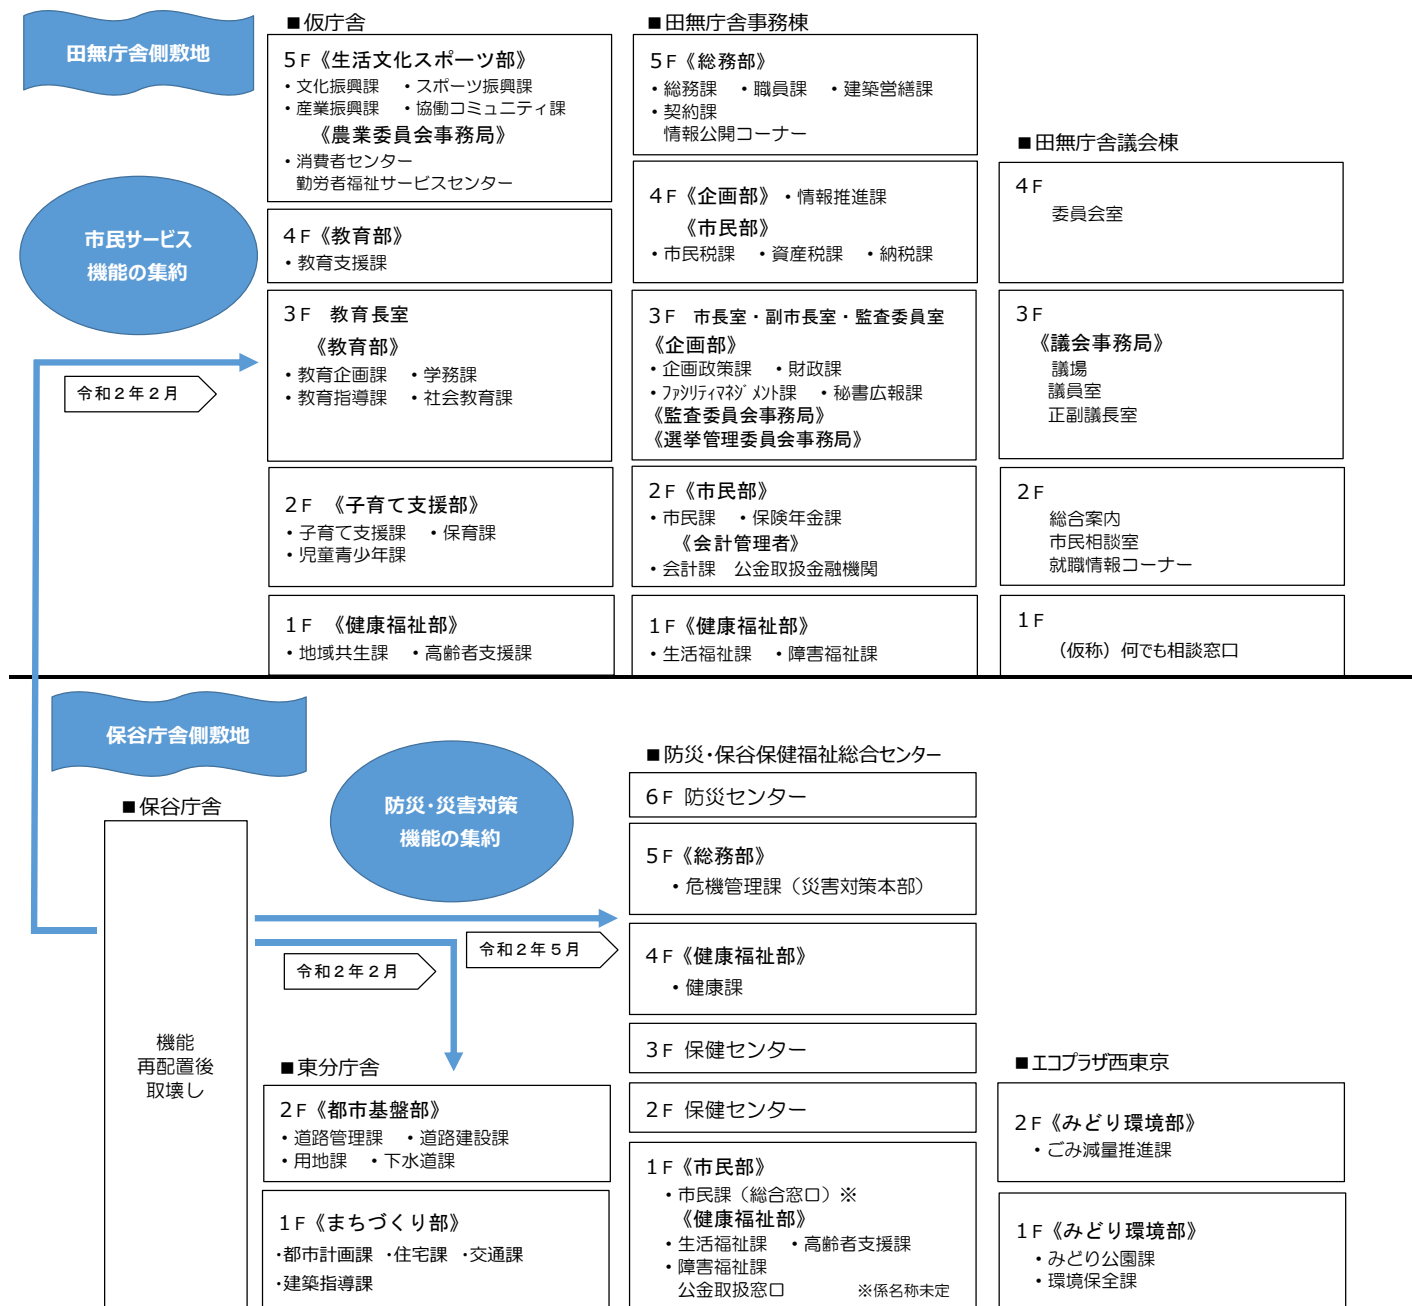 田無庁舎側敷地
市民サービス
機能の集約
令和２年２月
■仮庁舎
５Ｆ《生活文化スポーツ部》
・文化振興課　・スポーツ振興課
・産業振興課　・協働コミュニティ課
《農業委員会事務局》
・消費者センター
勤労者福祉サービスセンター
４Ｆ《教育部》
・教育支援課
３Ｆ　教育長室
《教育部》
・教育企画課　・学務課
・教育指導課　・社会教育課
２Ｆ　《子育て支援部》
・子育て支援課　・保育課
・児童青少年課
１Ｆ　《健康福祉部》
・地域共生課　・高齢者支援課
■田無庁舎事務棟
５Ｆ《総務部》
・総務課　・職員課　・建築営繕課
・契約課
情報公開コーナー
４Ｆ《企画部》・情報推進課
《市民部》
・市民税課　・資産税課　・納税課
３Ｆ　市長室・副市長室・監査委員室
《企画部》
・企画政策課　・財政課
・ﾌｧｼﾘﾃｨﾏﾈｼﾞﾒﾝﾄ課　・秘書広報課
《監査委員会事務局》
《選挙管理委員会事務局》
２Ｆ《市民部》
・市民課　・保険年金課
《会計管理者》
・会計課　公金取扱金融機関
１Ｆ《健康福祉部》
・生活福祉課　・障害福祉課
■田無庁舎議会棟
４Ｆ
委員会室
３Ｆ
《議会事務局》
議場
議員室
正副議長室
２Ｆ
総合案内
市民相談室
就職情報コーナー
１Ｆ
（仮称）何でも相談窓口
保谷庁舎側敷地
■保谷庁舎
機能
再配置後
取壊し
防災・災害対策
機能の集約
令和２年５月
令和２年２月
■東分庁舎
２Ｆ《都市基盤部》
・道路管理課　・道路建設課
・用地課　・下水道課
１Ｆ《まちづくり部》
・都市計画課 ・住宅課 ・交通課
・建築指導課
■防災・保谷保健福祉総合センター
６Ｆ 防災センター
５Ｆ《総務部》
・危機管理課（災害対策本部）
４Ｆ《健康福祉部》
・健康課
３Ｆ 保健センター
２Ｆ 保健センター
１Ｆ《市民部》
・市民課（総合窓口）※
《健康福祉部》
・生活福祉課　・高齢者支援課
・障害福祉課
公金取扱窓口　※係名称未定
■エコプラザ西東京
２Ｆ《みどり環境部》
・ごみ減量推進課
１Ｆ《みどり環境部》
・みどり公園課
・環境保全課